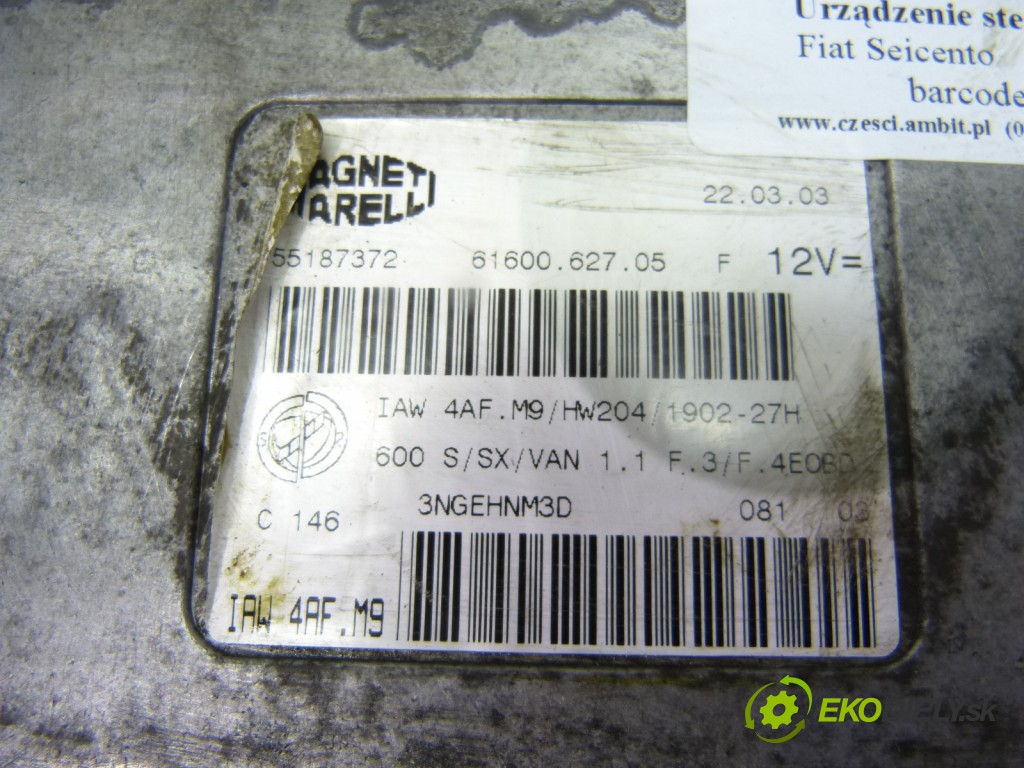 Urządzenie ste
Fiat Seicento
barcode
www.czesci.ambit.pl (0
AGNETI
MARELLI
22.03.03
55187372 61600.627.05 F 12V=
IAW 4AF.M9/HW204/1902-27H
600 S/SX/VAN 1.1 F.3/F.4EOBD
3NGEHNM3D 081 03
C 146
IAW 4AF.M9
EKO .sk